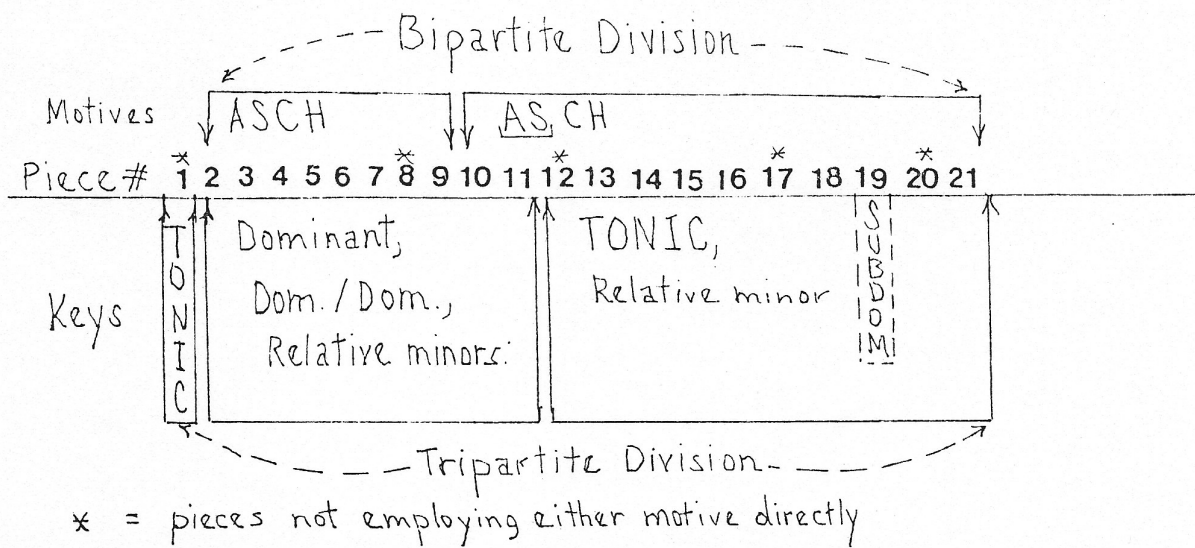 Bipartite Division
Motives ASCH AS, CH
Piece # 1 2 3 4 5 6 7 8 9 10 11 12 13 14 15 16 17 18 19 20 21
* * * * *
Keys
TONIC
Dominant,
Dom./Dom.,
Relative minors.
TONIC,
Relative minor
SUBDOM
Tripartite Division
* = pieces not employing either motive directly